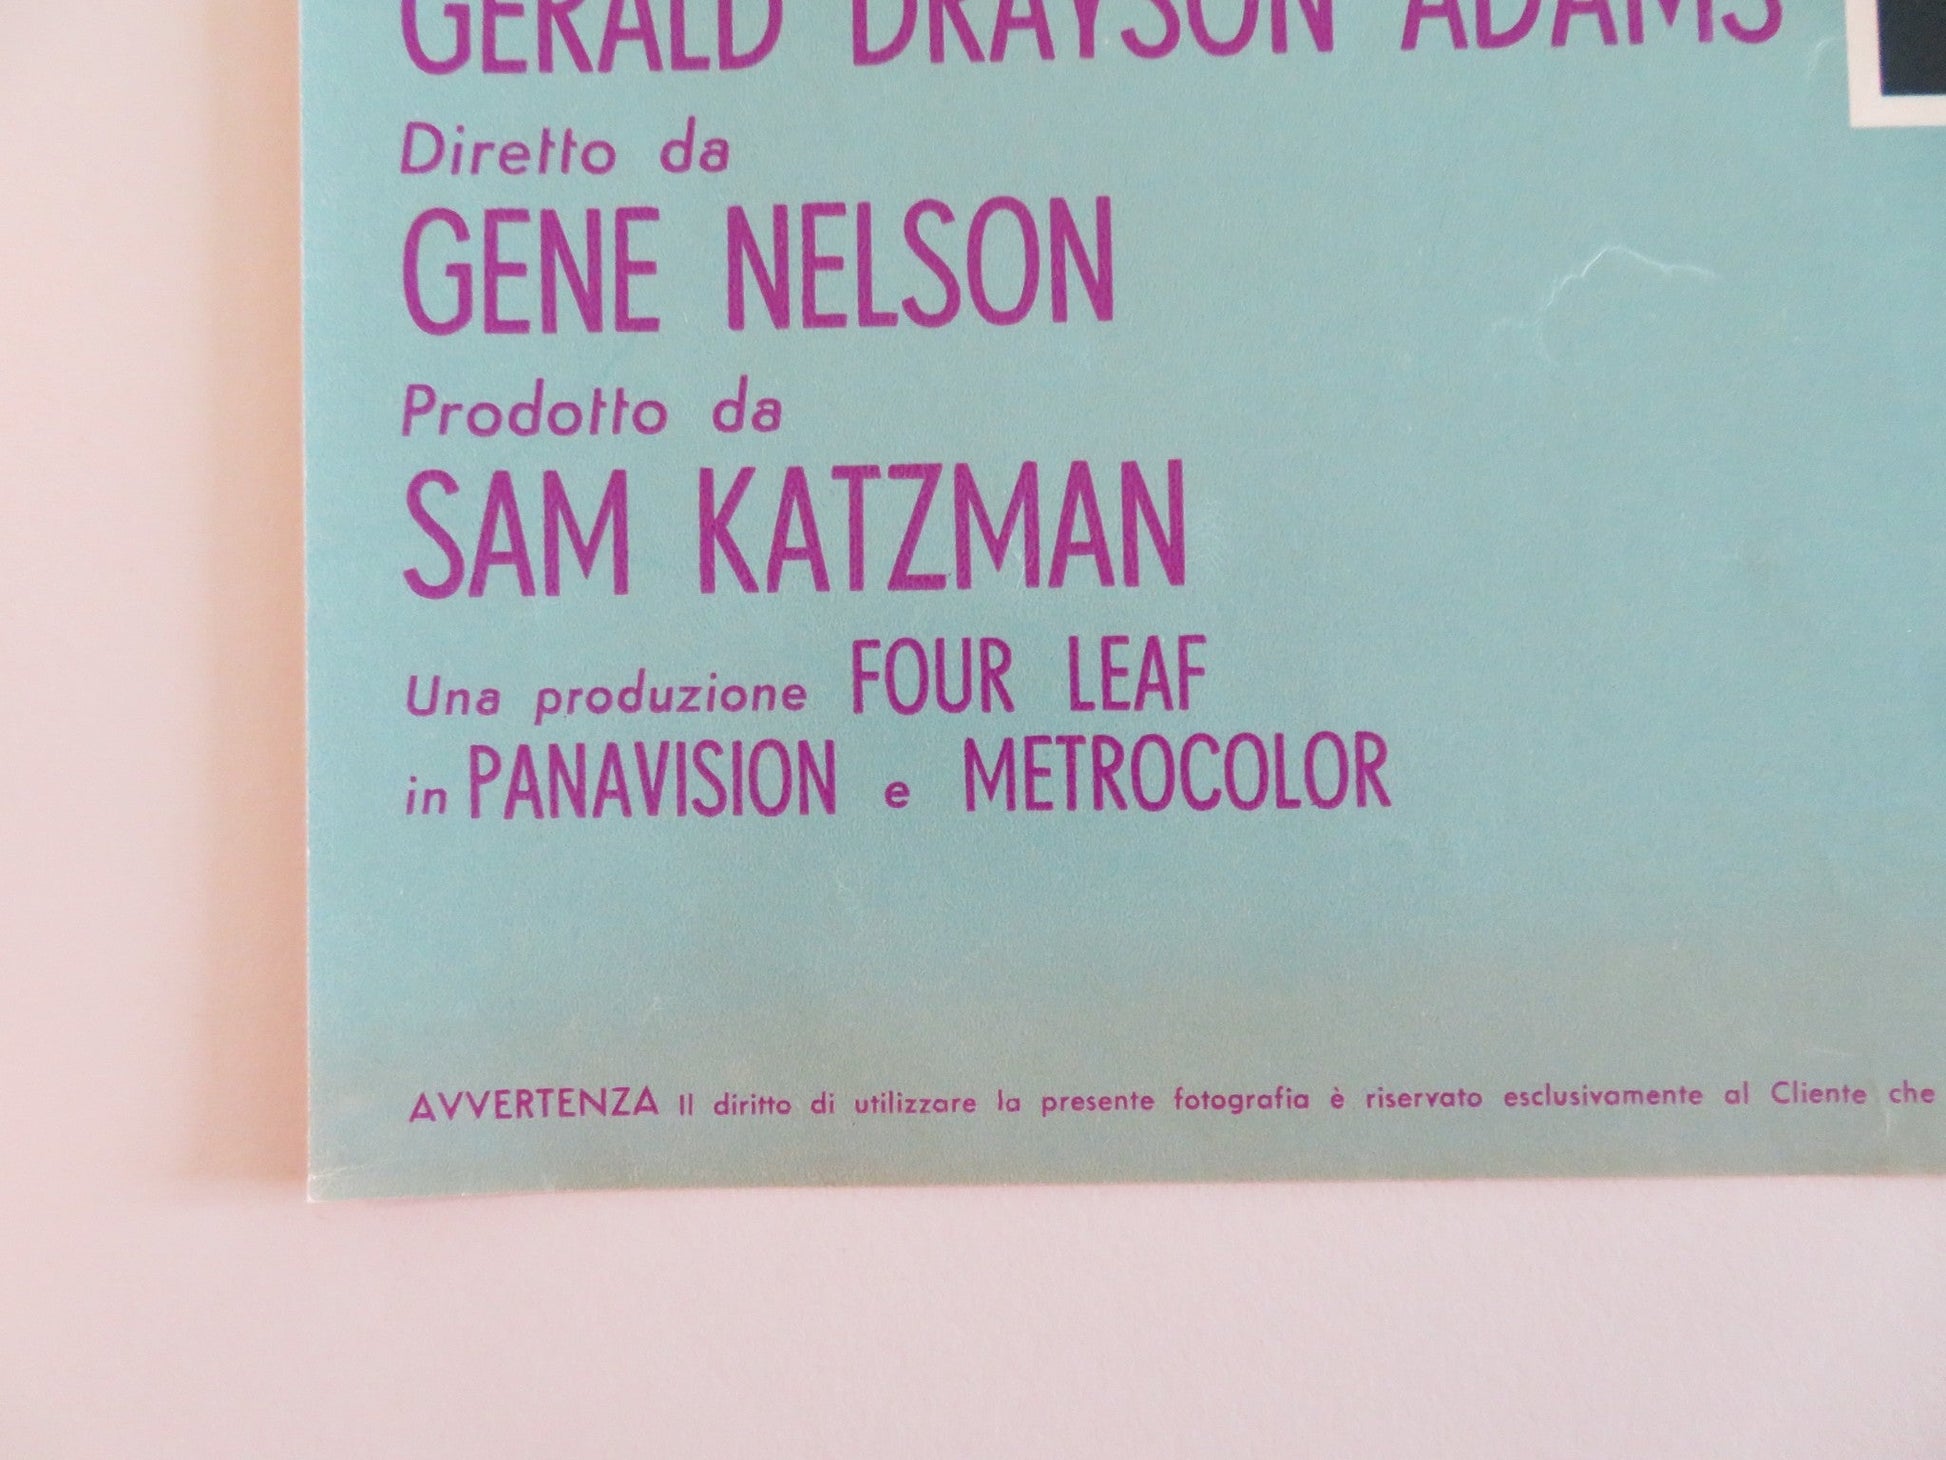 GERALD DRAYSON ADAMS
Diretto da
GENE NELSON
Prodotto da
SAM KATZMAN
Una produzione FOUR LEAF
in PANAVISION e METROCOLOR
AVVERTENZA Il diritto di utilizzare la presente fotografia è riservato esclusivamente al Cliente che